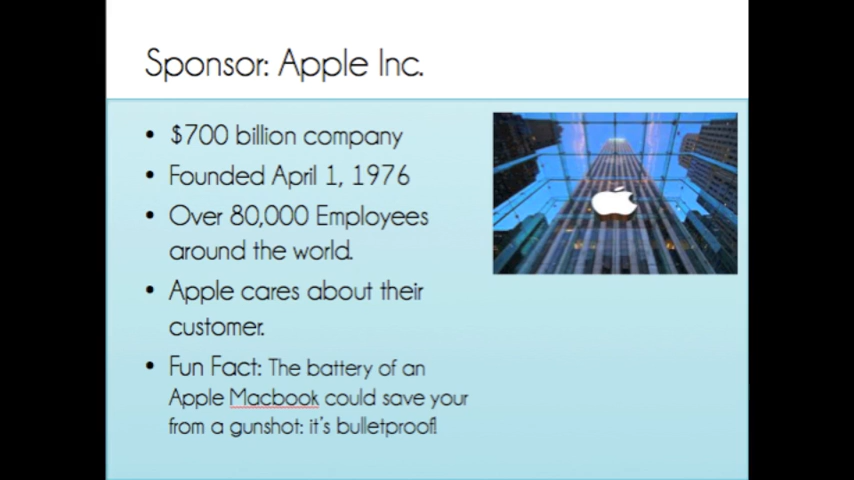 Sponsor: Apple Inc.
• $700 billion company
• Founded April 1, 1976
• Over 80,000 Employees
around the world.
• Apple cares about their
customer.
• Fun Fact: The battery of an
Apple Macbook could save your
from a gunshot: it's bulletproof!